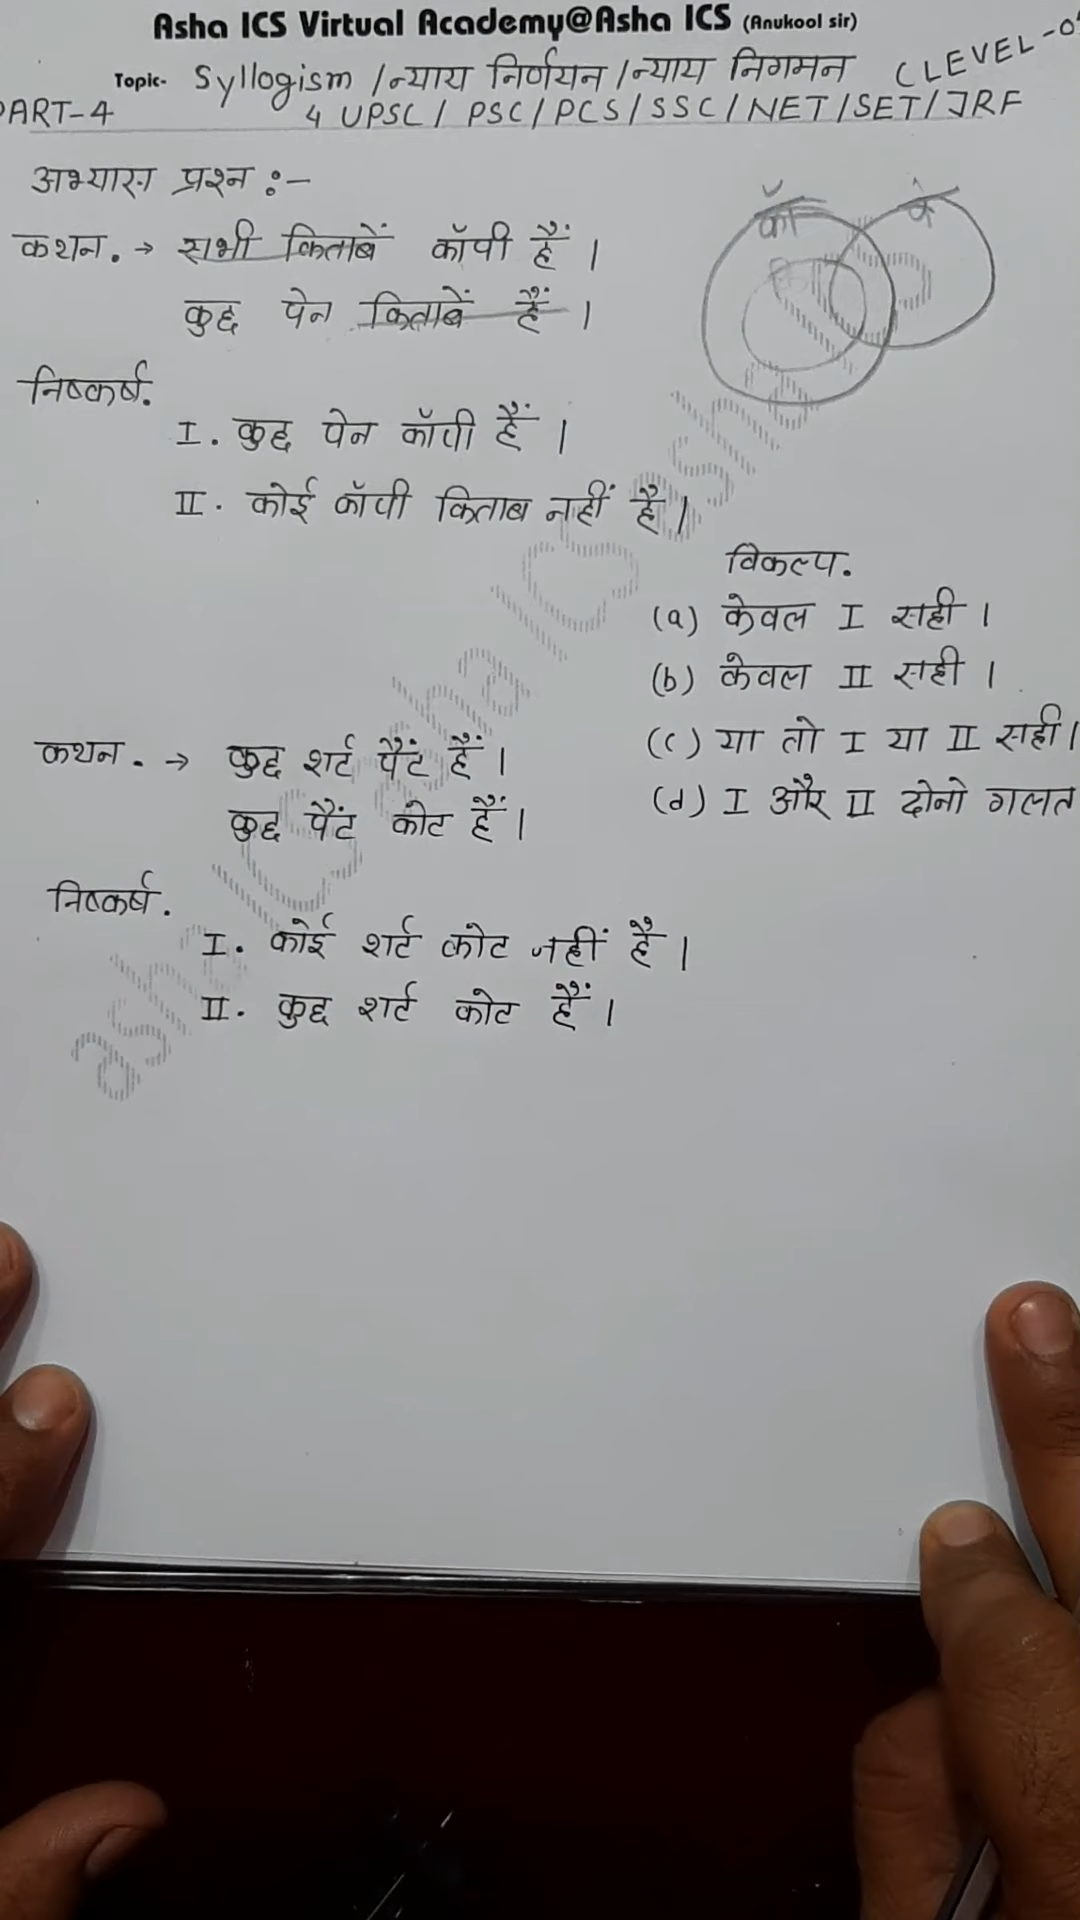 Asha ICS Virtual Academy@Asha ICS (Anukool sir)
Topic- Syllogism / न्याय निर्णयन / न्याय निगमन (LEVEL-0
PART-4 4 UPSC / PSC / PCS / SSC / NET / SET / JRF
अभ्यास प्रश्न :-
कथन. → सभी किताबें कॉपी हैं ।
कुछ पेन किताबें हैं ।
कॉ
पे
कि
निष्कर्ष.
I. कुछ पेन कॉपी हैं ।
II. कोई कॉपी किताब नहीं है ।
विकल्प.
(a) केवल I सही ।
(b) केवल II सही ।
(c) या तो I या II सही ।
(d) I और II दोनो गलत
कथन. → कुछ शर्ट पैंट हैं ।
कुछ पैंट कोट हैं ।
निष्कर्ष.
I. कोई शर्ट कोट नहीं है ।
II. कुछ शर्ट कोट हैं ।